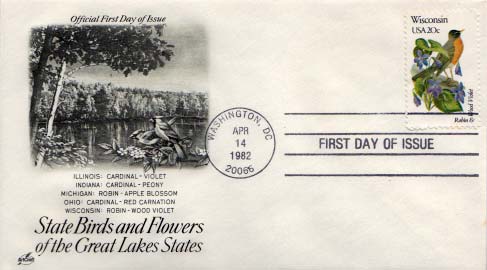 Official First Day of Issue
Wisconsin
USA 20c
Robin & Wood Violet
WASHINGTON, DC
APR
14
1982
20066
FIRST DAY OF ISSUE
ILLINOIS: CARDINAL - VIOLET
INDIANA: CARDINAL - PEONY
MICHIGAN: ROBIN - APPLE BLOSSOM
OHIO: CARDINAL - RED CARNATION
WISCONSIN: ROBIN - WOOD VIOLET
State Birds and Flowers
of the Great Lakes States